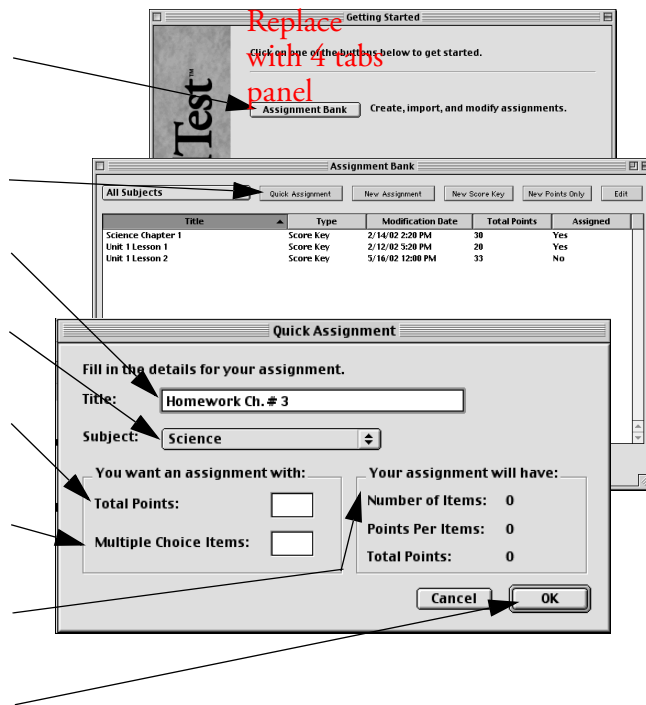 Getting Started
Replace
with 4 tabs
panel
Click on one of the buttons below to get started.
Test™
Assignment Bank
Create, import, and modify assignments.
Assignment Bank
All Subjects
Quick Assignment
New Assignment
New Score Key
New Points Only
Edit
Title Type Modification Date Total Points Assigned
Science Chapter 1 Score Key 2/14/02 2:20 PM 30 Yes
Unit 1 Lesson 1 Score Key 2/12/02 5:20 PM 20 Yes
Unit 1 Lesson 2 Score Key 5/16/02 12:00 PM 33 No
Quick Assignment
Fill in the details for your assignment.
Title: Homework Ch. # 3
Subject: Science
You want an assignment with:
Total Points:
Multiple Choice Items:
Your assignment will have:
Number of Items: 0
Points Per Items: 0
Total Points: 0
Cancel
OK